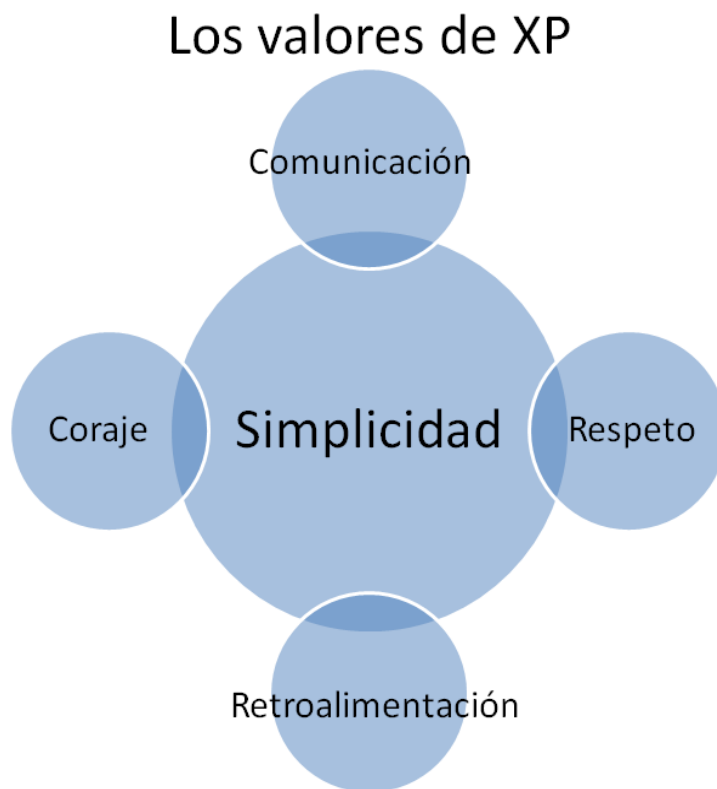 Los valores de XP
Comunicación
Coraje
Simplicidad
Respeto
Retroalimentación